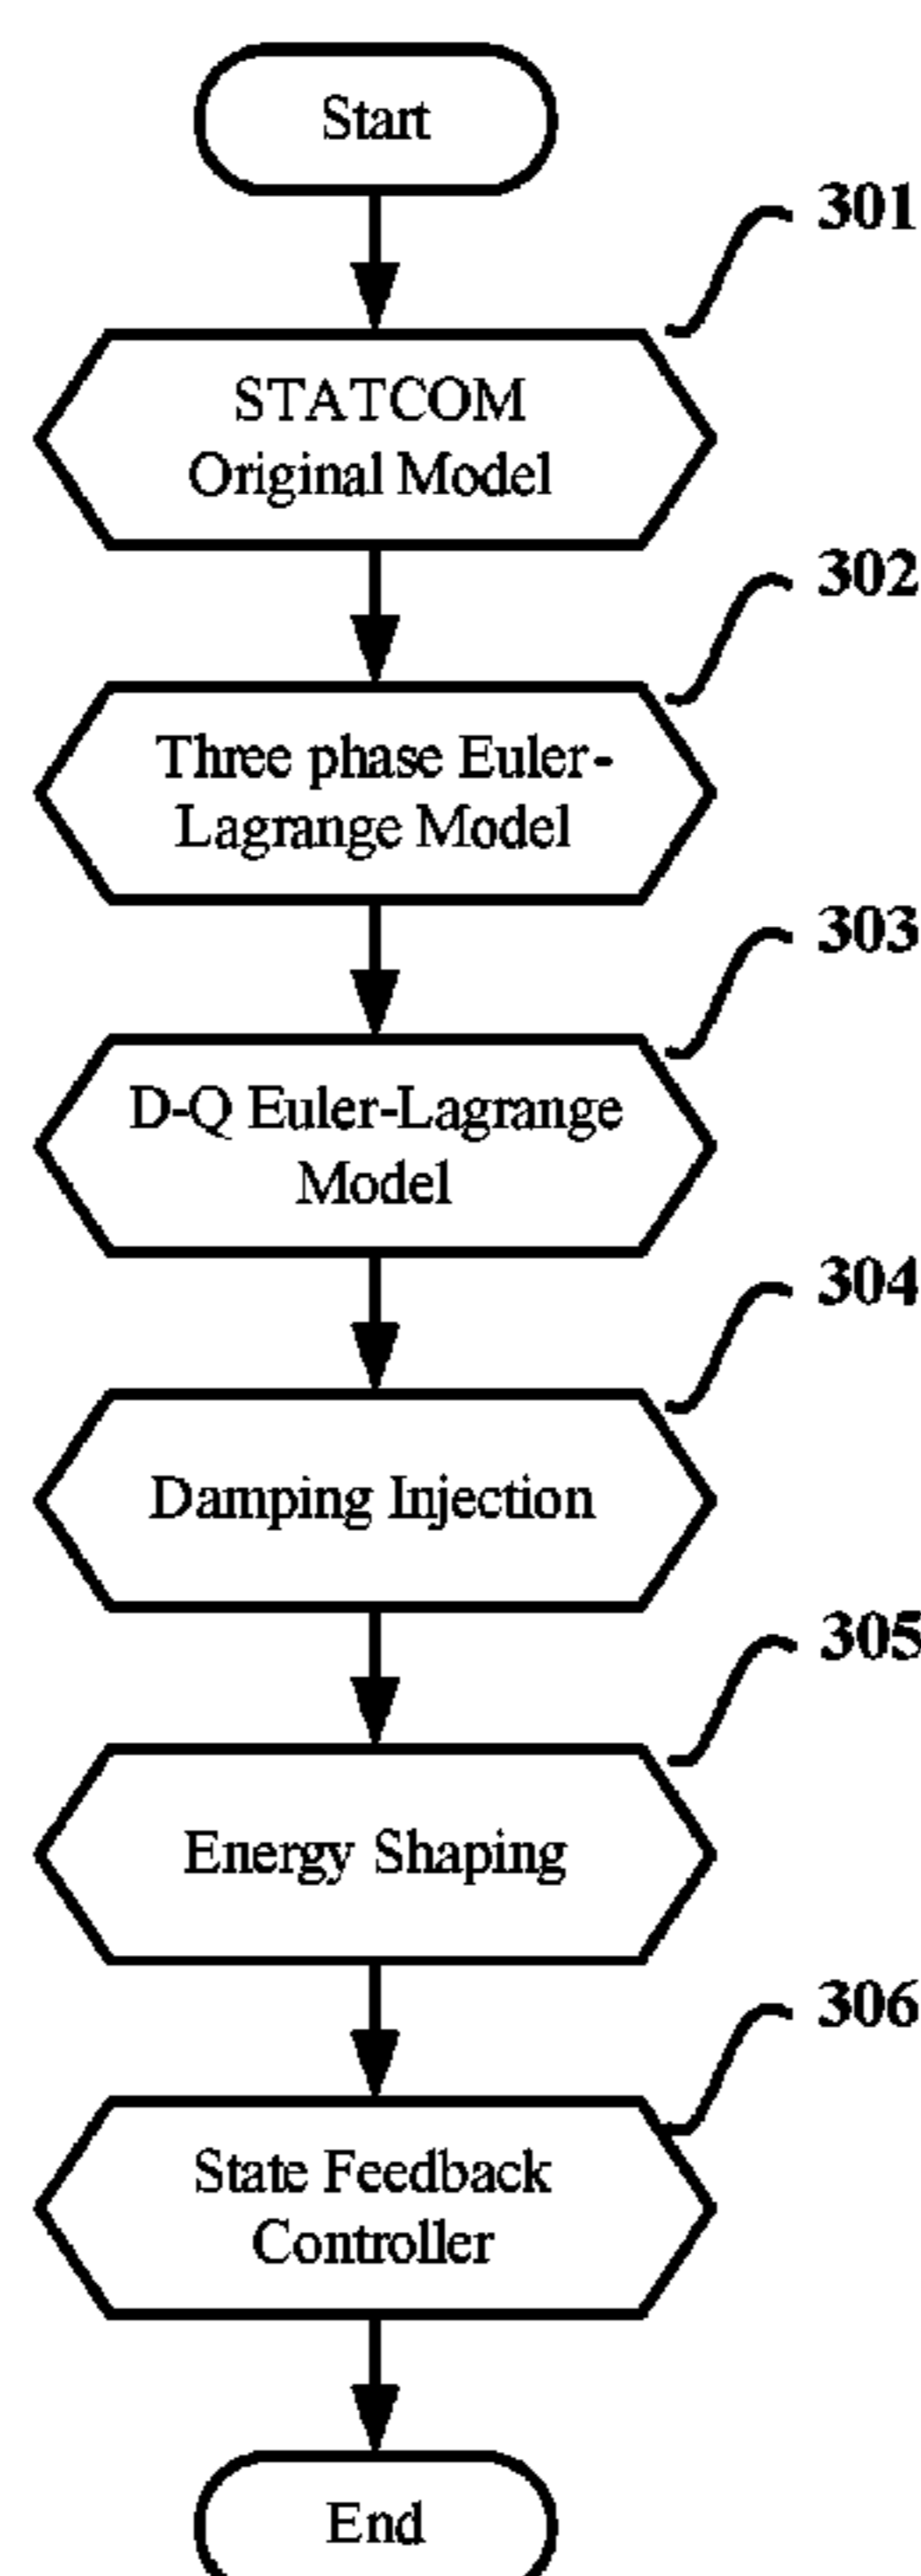 Start
301
STATCOM
Original Model
302
Three phase Euler-
Lagrange Model
303
D-Q Euler-Lagrange
Model
304
Damping Injection
305
Energy Shaping
306
State Feedback
Controller
End